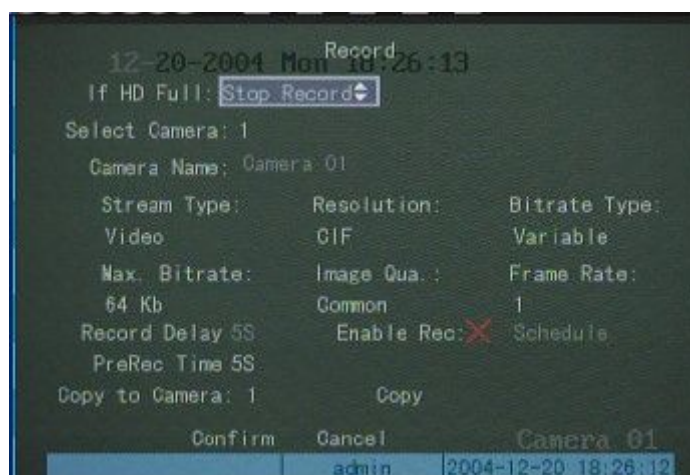 Record
12-20-2004 Mon 18:26:13
If HD Full: Stop Record
Select Camera: 1
Camera Name: Camera 01
Stream Type: Resolution: Bitrate Type:
Video CIF Variable
Max. Bitrate: Image Qua.: Frame Rate:
64 Kb Common 1
Record Delay 5S Enable Rec: Schedule
PreRec Time 5S
Copy to Camera: 1 Copy
Confirm Cancel Camera 01
admin 2004-12-20 18:26:12